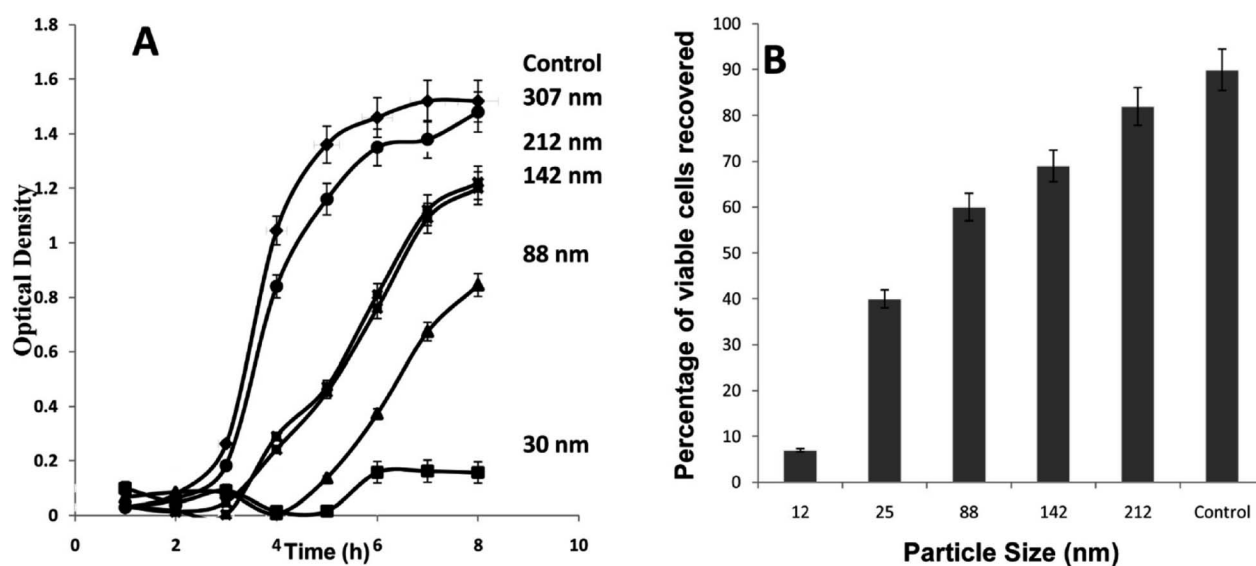 A
Optical Density
1.8
1.6
1.4
1.2
1
0.8
0.6
0.4
0.2
0
0
2
4
6
8
10
Time (h)
Control
307 nm
212 nm
142 nm
88 nm
30 nm
B
Percentage of viable cells recovered
100
90
80
70
60
50
40
30
20
10
0
12
25
88
142
212
Control
Particle Size (nm)